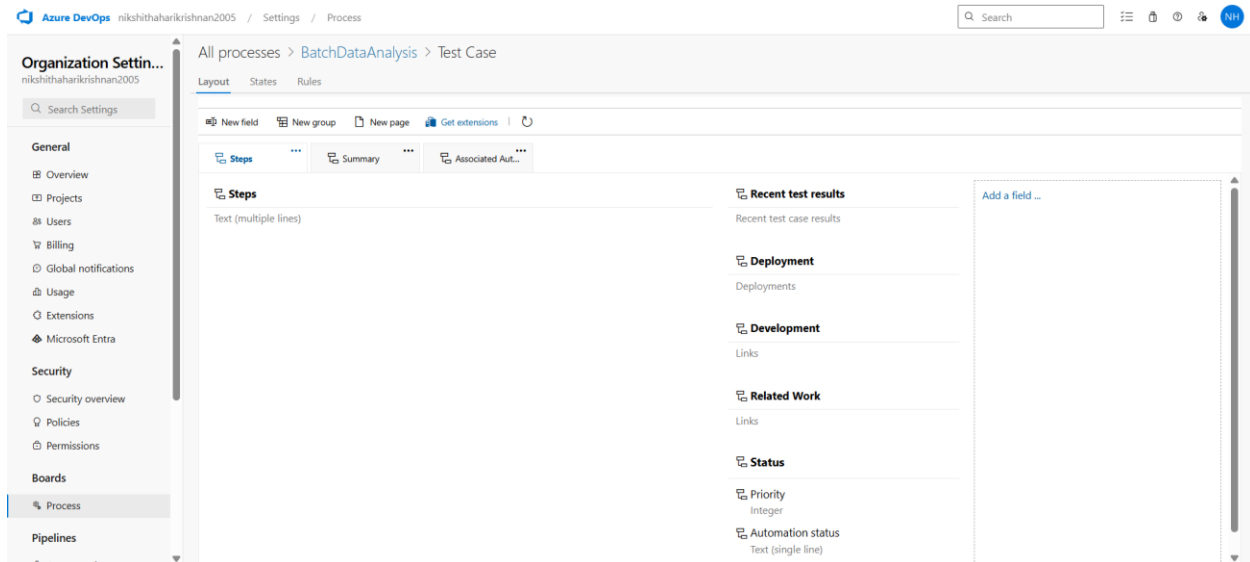 Azure DevOps nikshithaharikrishnan2005 / Settings / Process
Search
NH
Organization Settin...
nikshithaharikrishnan2005
Search Settings
General
Overview
Projects
Users
Billing
Global notifications
Usage
Extensions
Microsoft Entra
Security
Security overview
Policies
Permissions
Boards
Process
Pipelines
All processes > BatchDataAnalysis > Test Case
Layout States Rules
New field New group New page Get extensions
Steps ... Summary ... Associated Aut... ...
Steps
Text (multiple lines)
Recent test results
Recent test case results
Deployment
Deployments
Development
Links
Related Work
Links
Status
Priority
Integer
Automation status
Text (single line)
Add a field ...